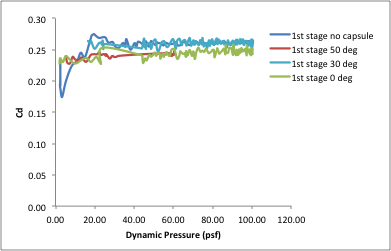 0.30
0.25
0.20
0.15
0.10
0.05
0.00
Cd
0.00 20.00 40.00 60.00 80.00 100.00 120.00
Dynamic Pressure (psf)
1st stage no capsule
1st stage 50 deg
1st stage 30 deg
1st stage 0 deg